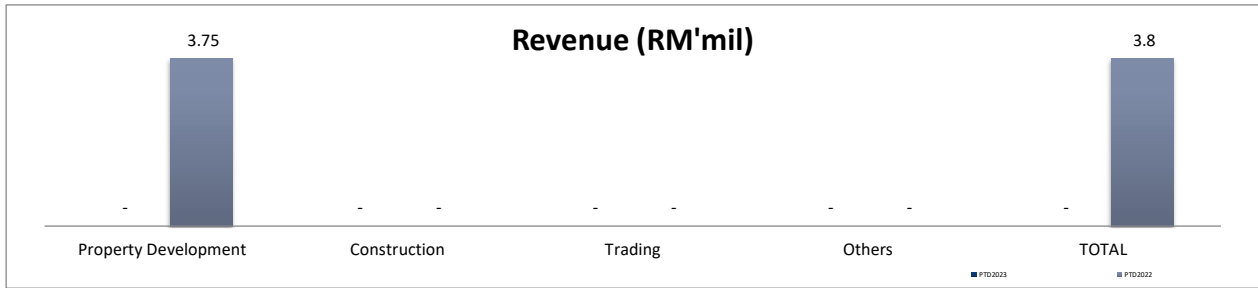 Revenue (RM'mil)
3.75
3.8
- - - - - - - -
Property Development Construction Trading Others TOTAL
PTD2023 PTD2022